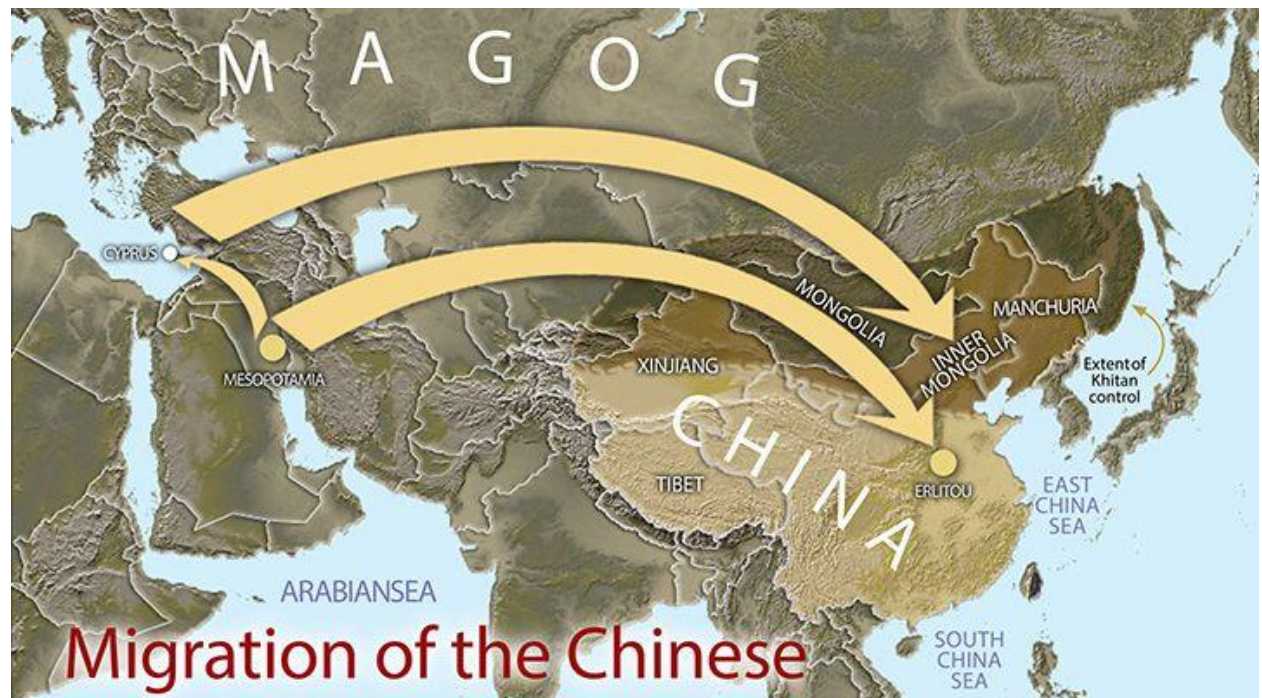 MAGOG
CYPRUS
MESOPOTAMIA
MONGOLIA
MANCHURIA
INNER
MONGOLIA
XINJIANG
Extent of
Khitan
control
CHINA
TIBET
ERLITOU
EAST
CHINA
SEA
ARABIANSEA
Migration of the Chinese
SOUTH
CHINA
SEA